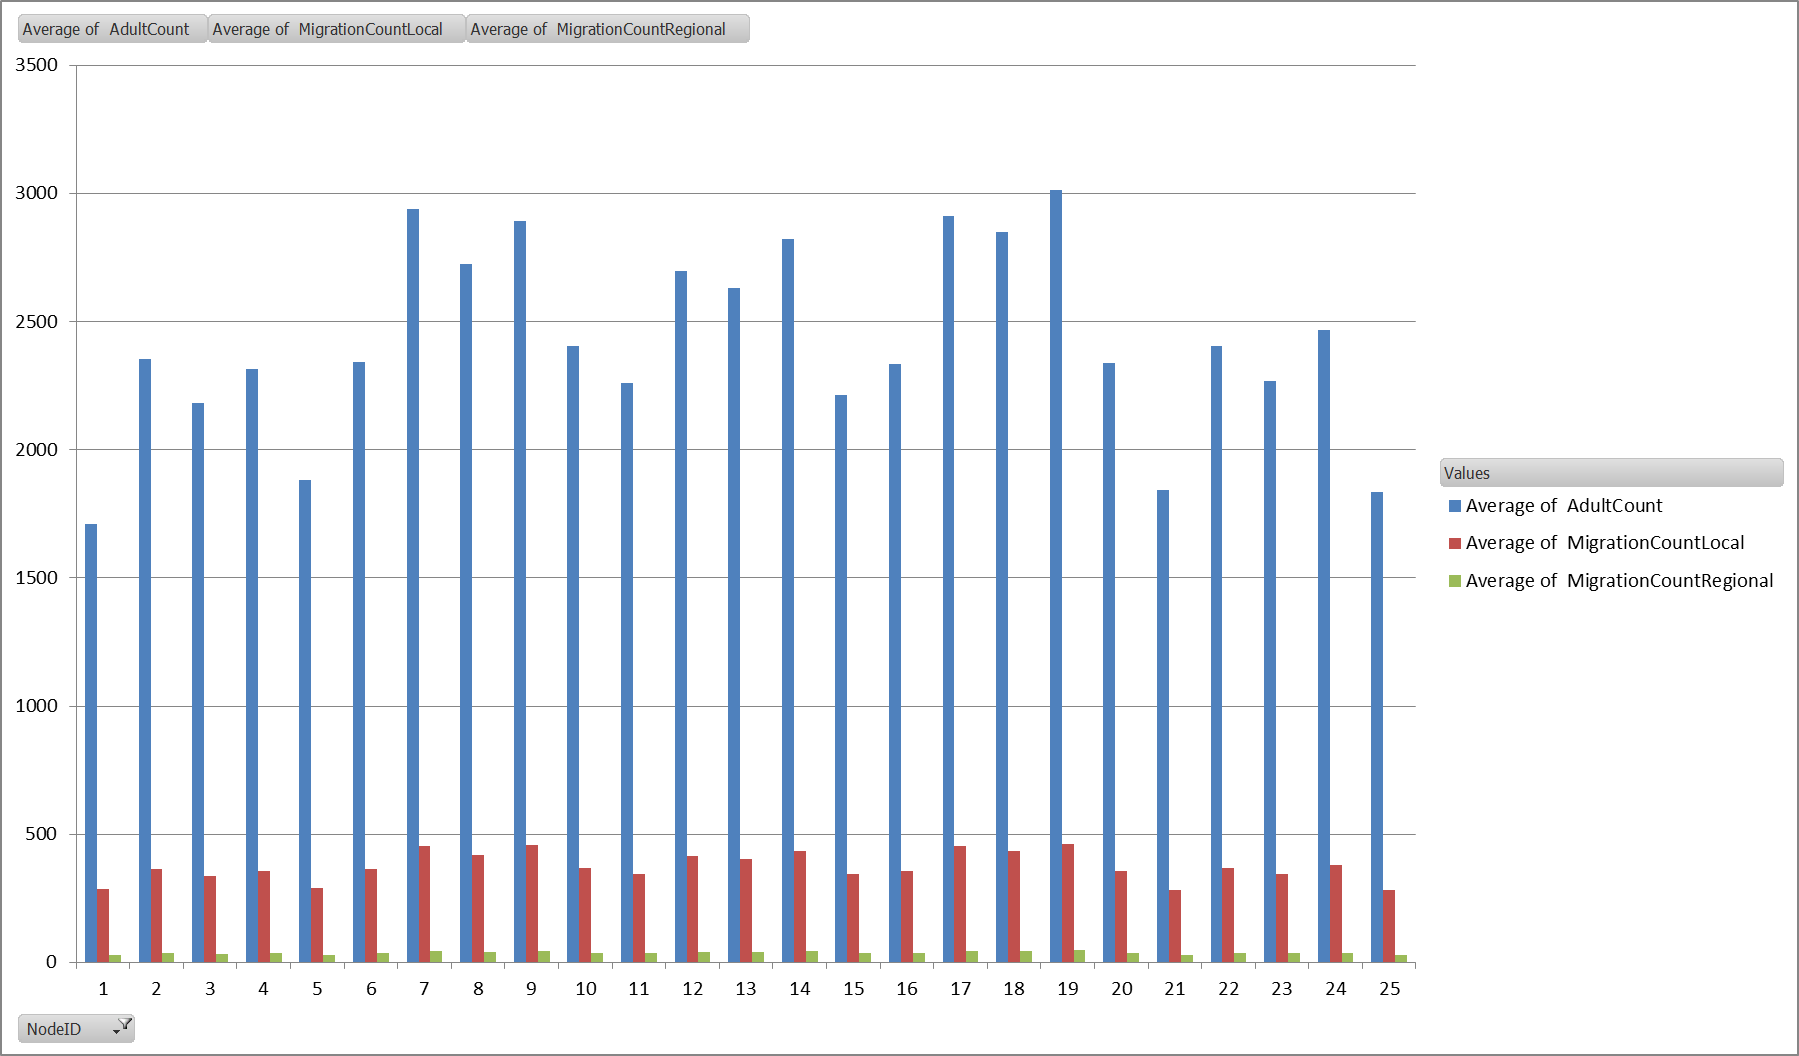 Average of  AdultCount Average of  MigrationCountLocal Average of  MigrationCountRegional
3500
3000
2500
2000
1500
1000
500
0
1 2 3 4 5 6 7 8 9 10 11 12 13 14 15 16 17 18 19 20 21 22 23 24 25
NodeID
Values
Average of  AdultCount
Average of  MigrationCountLocal
Average of  MigrationCountRegional